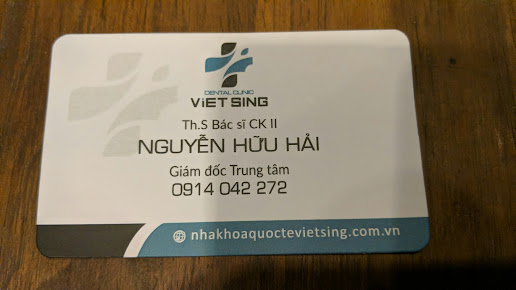 DENTAL CLINIC
ViET SING
Th.S Bác sĩ CK II
NGUYỄN HỮU HẢI
Giám đốc Trung tâm
0914 042 272
nhakhoaquoctevietsing.com.vn